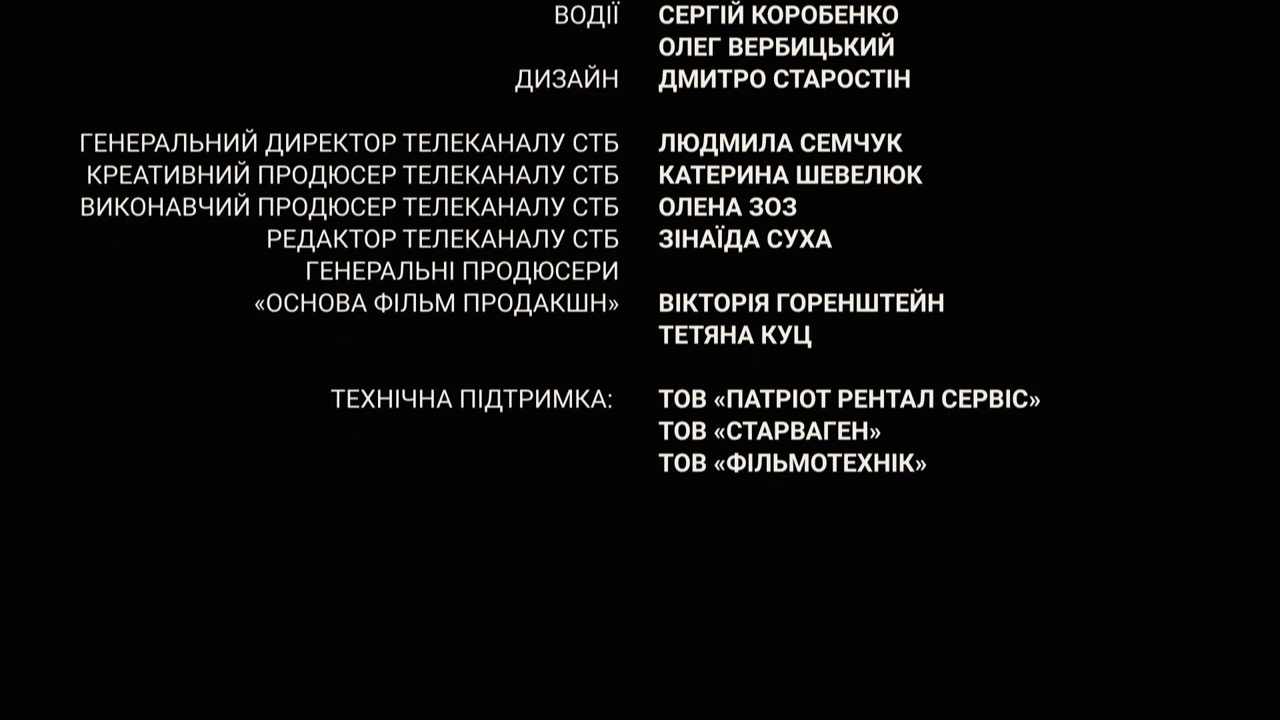 ВОДІЇ СЕРГІЙ КОРОБЕНКО
ОЛЕГ ВЕРБИЦЬКИЙ
ДИЗАЙН ДМИТРО СТАРОСТІН
ГЕНЕРАЛЬНИЙ ДИРЕКТОР ТЕЛЕКАНАЛУ СТБ ЛЮДМИЛА СЕМЧУК
КРЕАТИВНИЙ ПРОДЮСЕР ТЕЛЕКАНАЛУ СТБ КАТЕРИНА ШЕВЕЛЮК
ВИКОНАВЧИЙ ПРОДЮСЕР ТЕЛЕКАНАЛУ СТБ ОЛЕНА ЗОЗ
РЕДАКТОР ТЕЛЕКАНАЛУ СТБ ЗІНАЇДА СУХА
ГЕНЕРАЛЬНІ ПРОДЮСЕРИ
«ОСНОВА ФІЛЬМ ПРОДАКШН» ВІКТОРІЯ ГОРЕНШТЕЙН
ТЕТЯНА КУЦ
ТЕХНІЧНА ПІДТРИМКА: ТОВ «ПАТРІОТ РЕНТАЛ СЕРВІС»
ТОВ «СТАРВАГЕН»
ТОВ «ФІЛЬМОТЕХНІК»